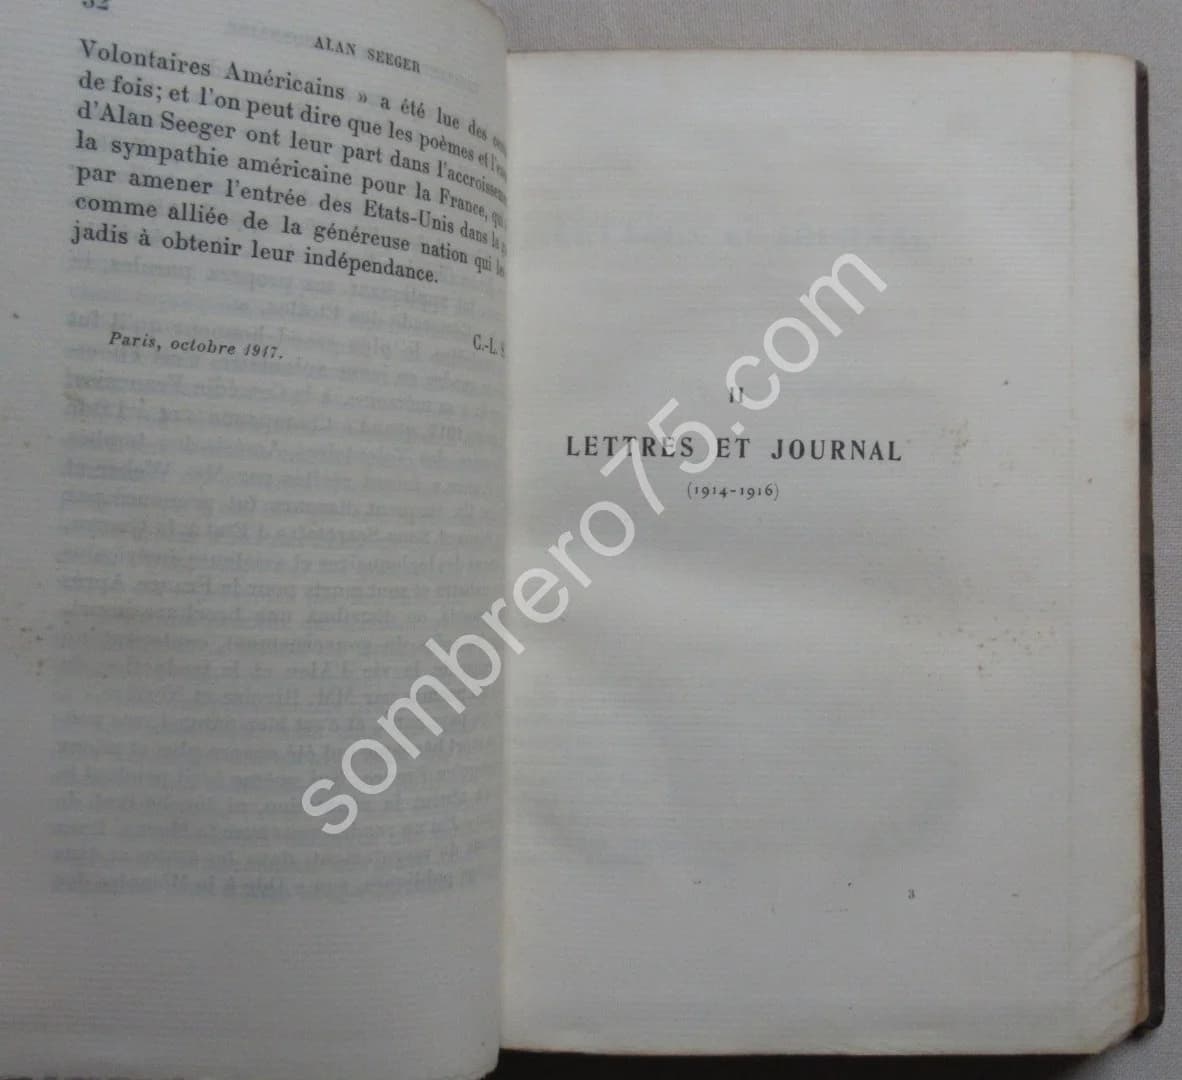 32
ALAN SEEGER
Volontaires Américains » a été lue des
de fois; et l'on peut dire que les poèmes et
d'Alan Seeger ont leur part dans
la sympathie américaine pour la France,
par amener l'entrée des Etats-Unis dans la
comme alliée de la généreuse nation qui
jadis à obtenir leur indépendance.
C.-L. S
Paris, octobre 1917.
II
LETTRES ET JOURNAL
(1914-1916)
3
sombrero75.com